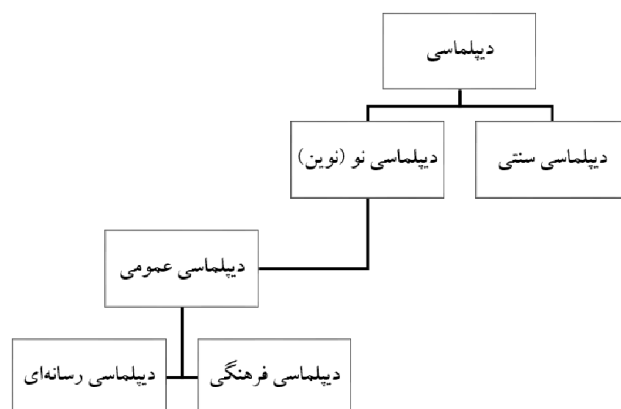 دیپلماسی
دیپلماسی سنتی
دیپلماسی نو (نوین)
دیپلماسی عمومی
دیپلماسی فرهنگی
دیپلماسی رسانه‌ای